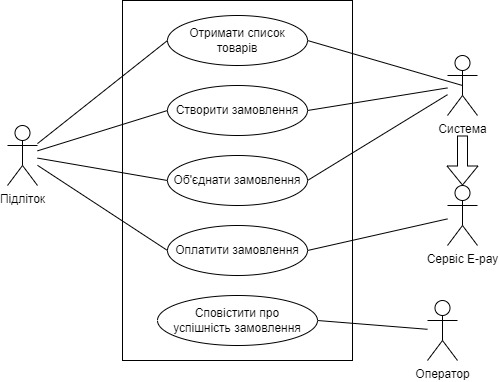 Отримати список
товарів
Створити замовлення
Система
Об'єднати замовлення
Підліток
Оплатити замовлення
Сервіс E-pay
Сповістити про
успішність замовлення
Оператор